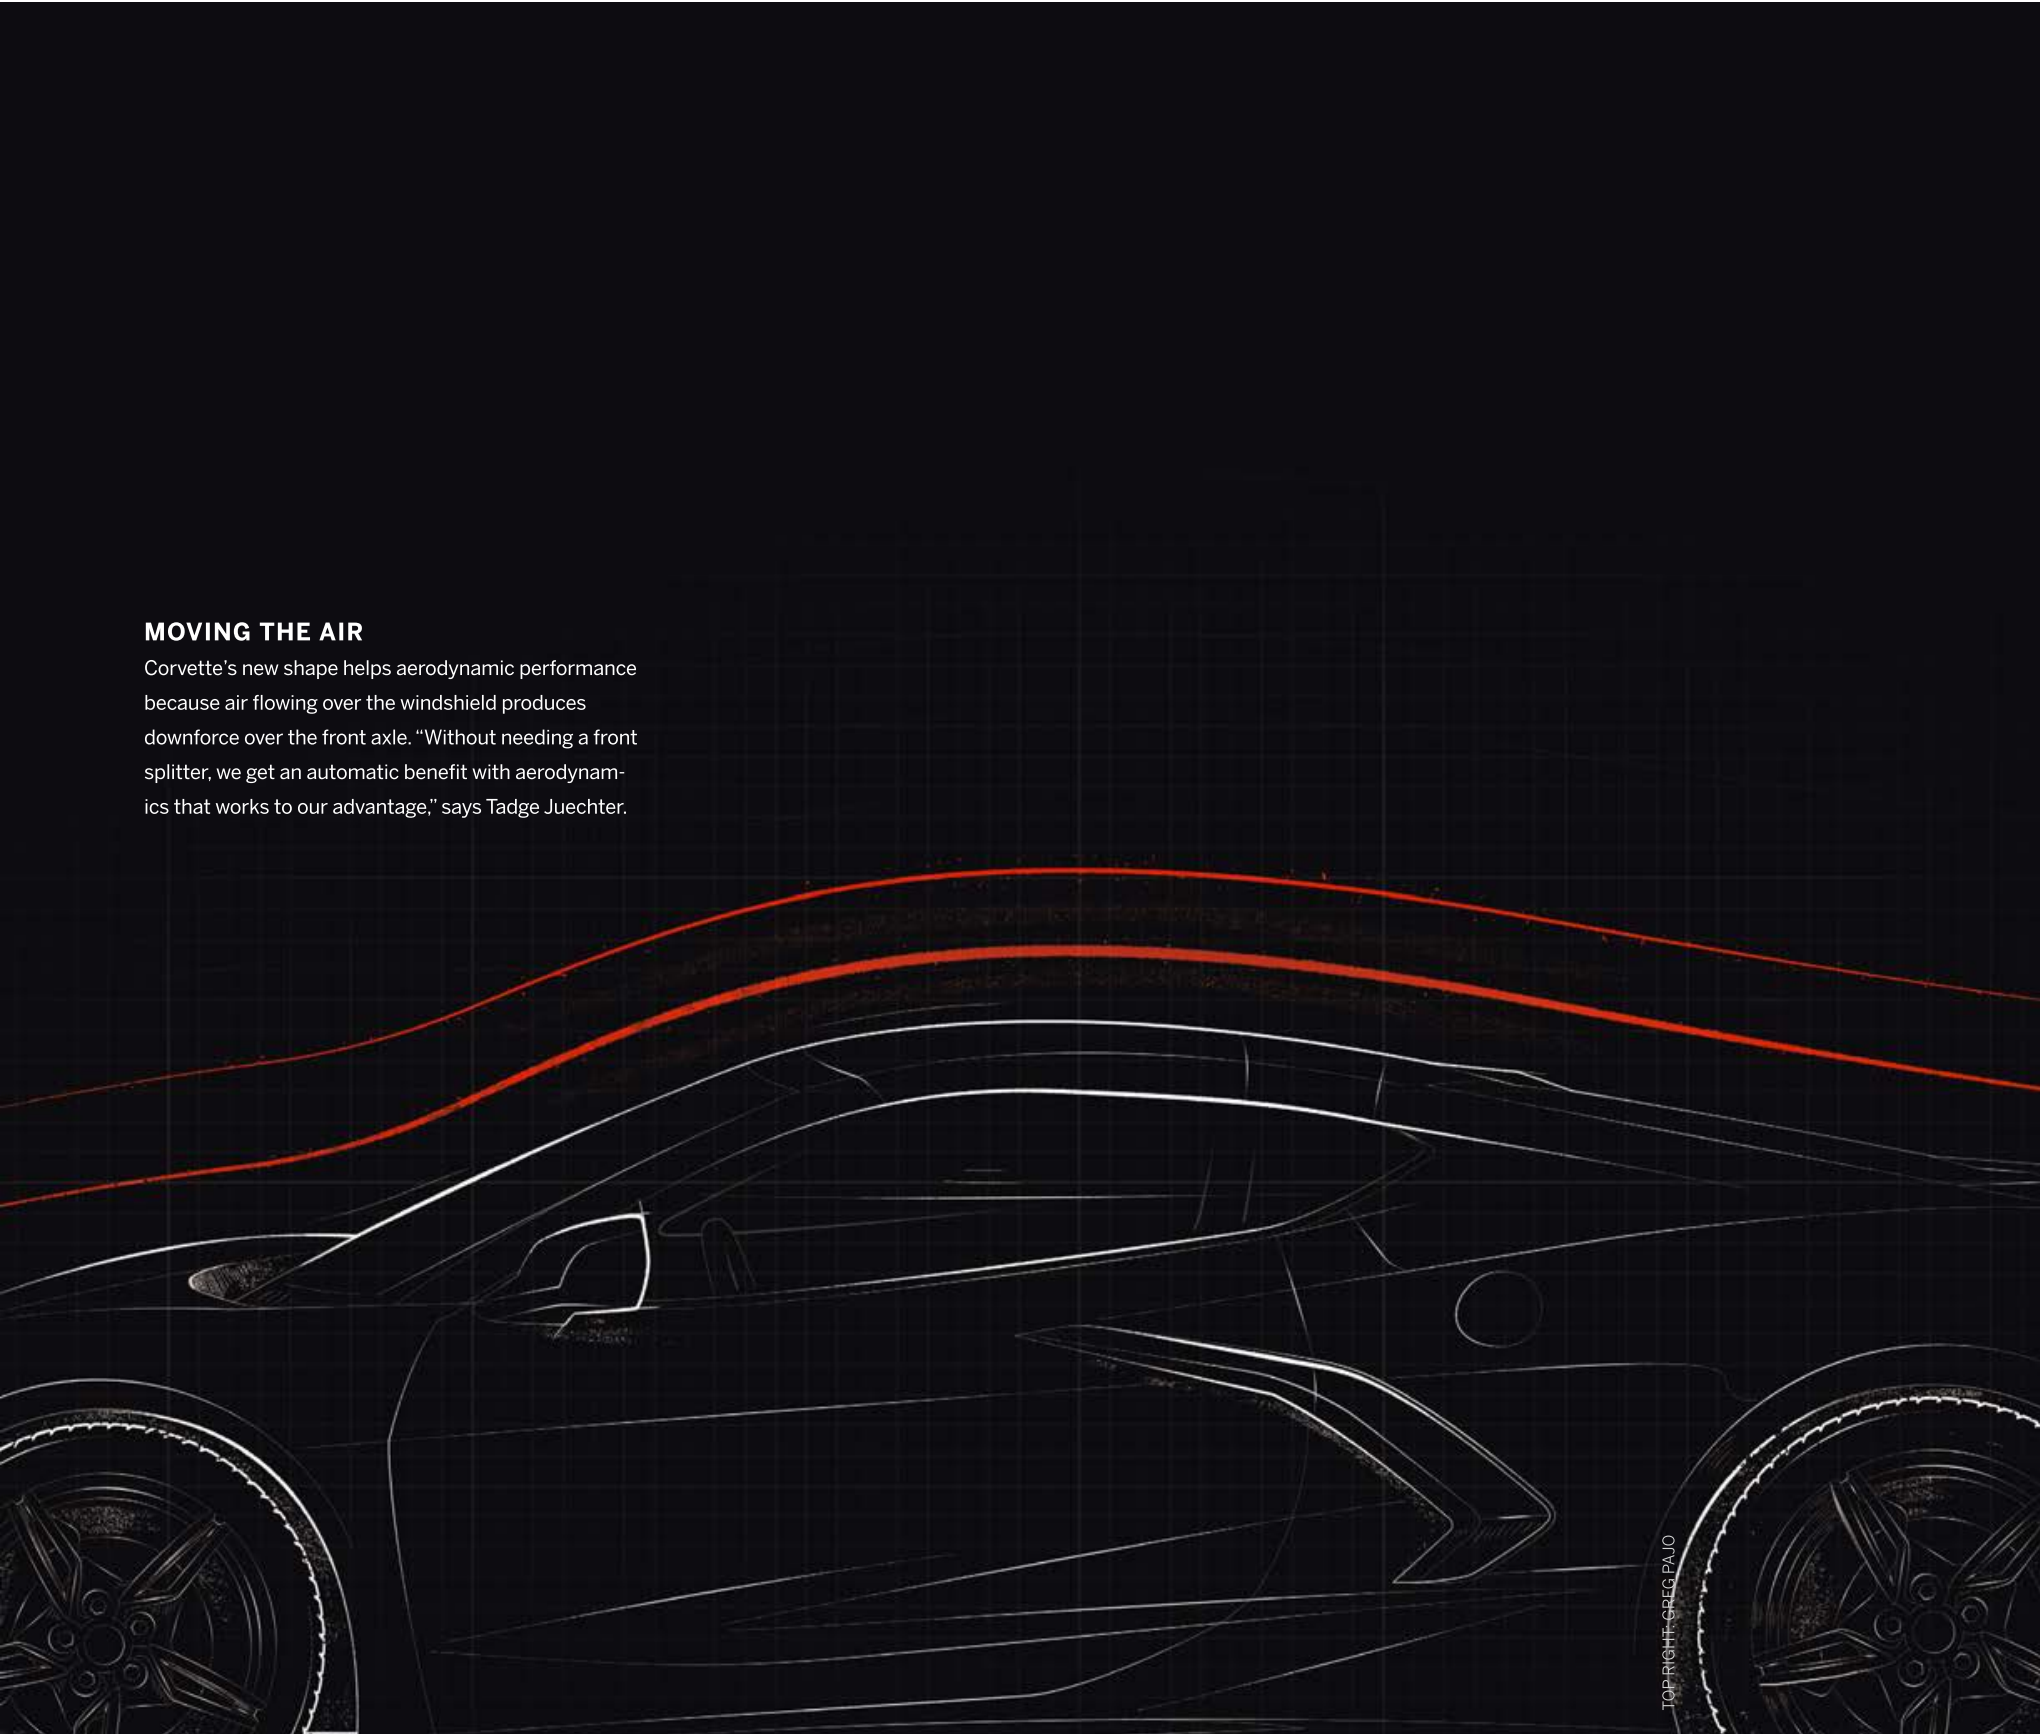 MOVING THE AIR
Corvette’s new shape helps aerodynamic performance
because air flowing over the windshield produces
downforce over the front axle. “Without needing a front
splitter, we get an automatic benefit with aerodynam-
ics that works to our advantage,” says Tadge Juechter.
TOP RIGHT: GREG PAJO